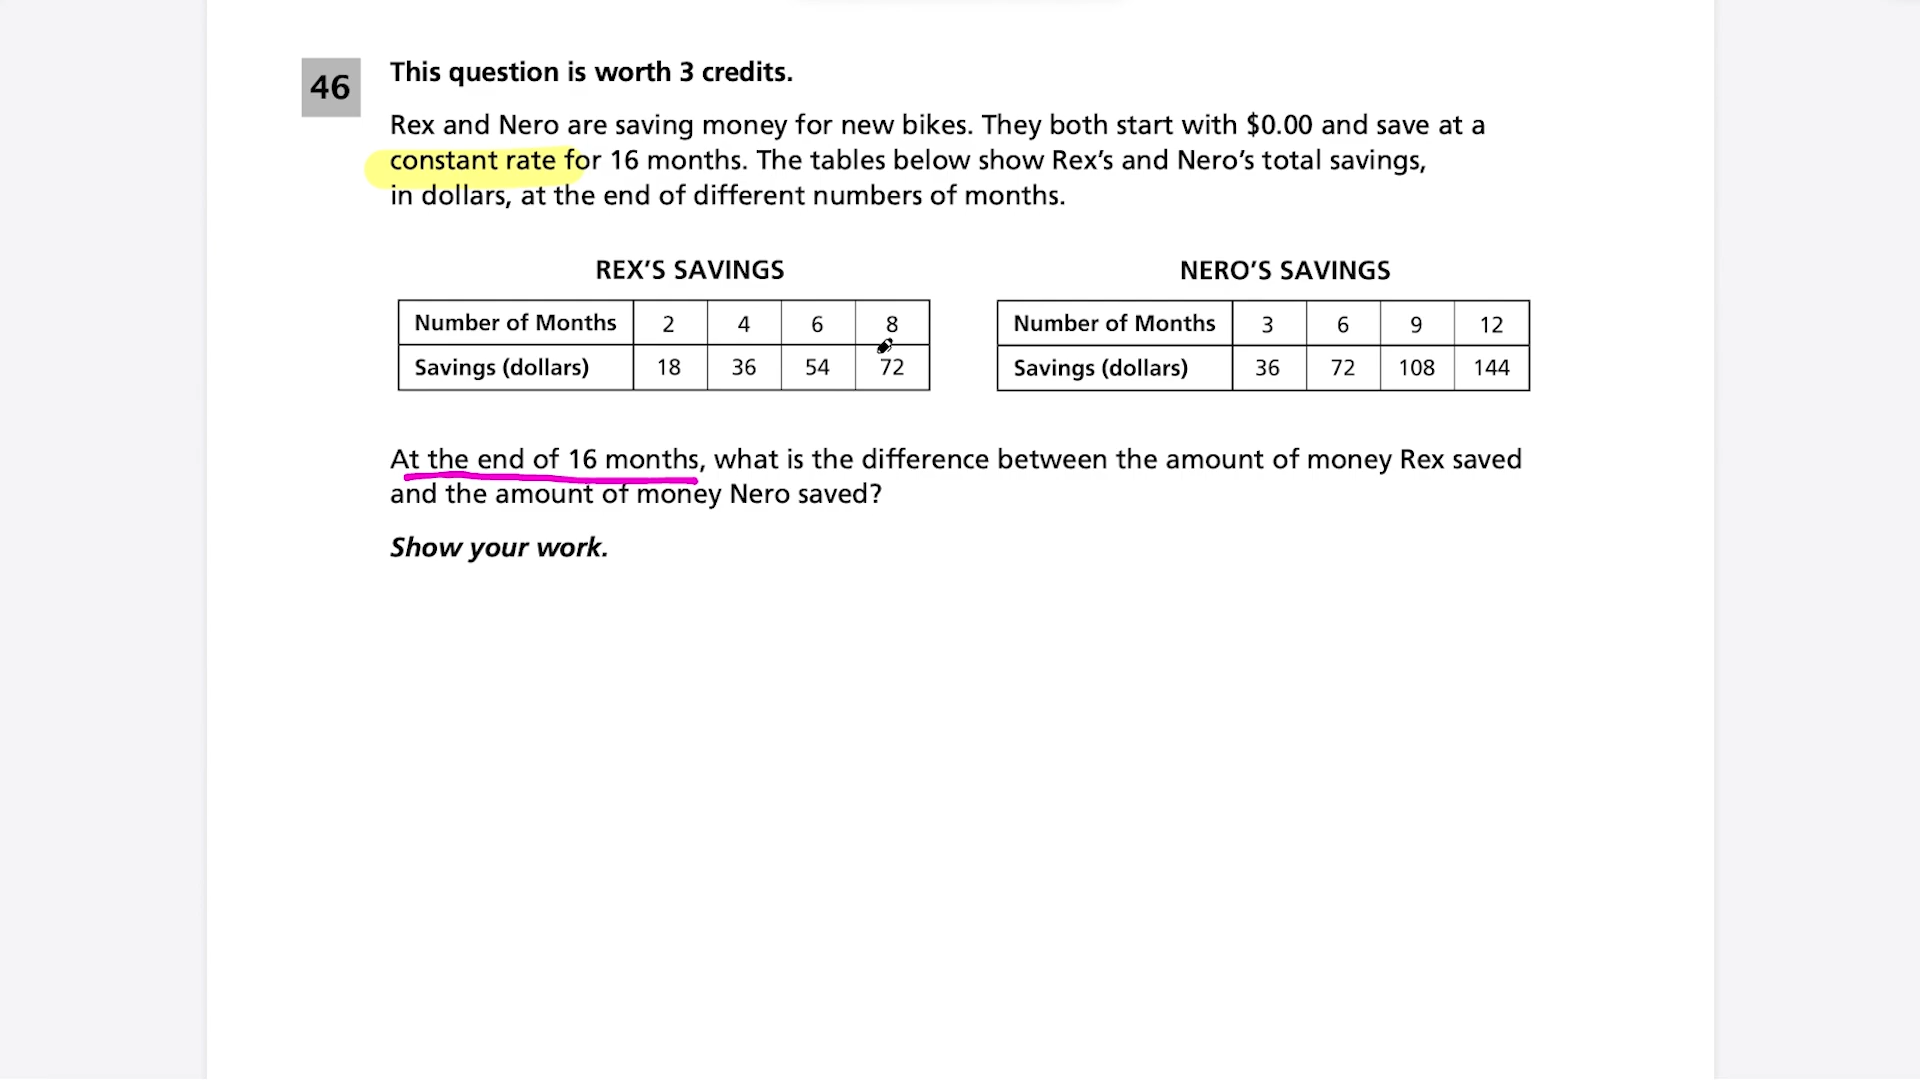 46
This question is worth 3 credits.
Rex and Nero are saving money for new bikes. They both start with $0.00 and save at a
constant rate for 16 months. The tables below show Rex’s and Nero’s total savings,
in dollars, at the end of different numbers of months.
REX’S SAVINGS
Number of Months 2 4 6 8
Savings (dollars) 18 36 54 72
NERO’S SAVINGS
Number of Months 3 6 9 12
Savings (dollars) 36 72 108 144
At the end of 16 months, what is the difference between the amount of money Rex saved
and the amount of money Nero saved?
Show your work.